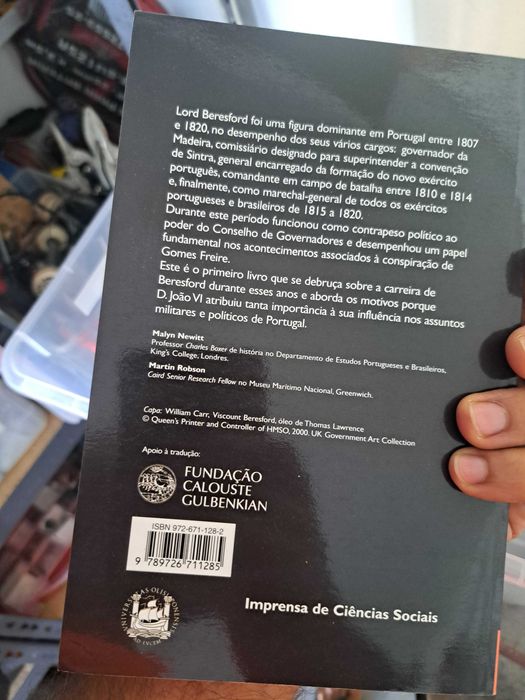 Lord Beresford foi uma figura dominante em Portugal entre 1807
e 1820, no desempenho dos seus vários cargos: governador da
Madeira, comissiário designado para superintender a convenção
de Sintra, general encarregado da formação do novo exército
português, comandante em campo de batalha entre 1810 e 1814
e, finalmente, como marechal-general de todos os exércitos
portugueses e brasileiros de 1815 a 1820.
Durante este período funcionou como contrapeso político ao
poder do Conselho de Governadores e desempenhou um papel
fundamental nos acontecimentos associados à conspiração de
Gomes Freire.
Este é o primeiro livro que se debruça sobre a carreira de
Beresford durante esses anos e aborda os motivos porque
D. João VI atribuiu tanta importância à sua influência nos assuntos
militares e políticos de Portugal.
Malyn Newitt
Professor Charles Boxer de história no Departamento de Estudos Portugueses e Brasileiros,
King's College, Londres.
Martin Robson
Caird Senior Research Fellow no Museu Marítimo Nacional, Greenwich.
Capa: William Carr, Viscount Beresford, óleo de Thomas Lawrence
© Queen's Printer and Controller of HMSO, 2000. UK Government Art Collection
Apoio à tradução:
FUNDAÇÃO
CALOUSTE
GULBENKIAN
ISBN 972-671-128-2
9 789726 711285
Imprensa de Ciências Sociais